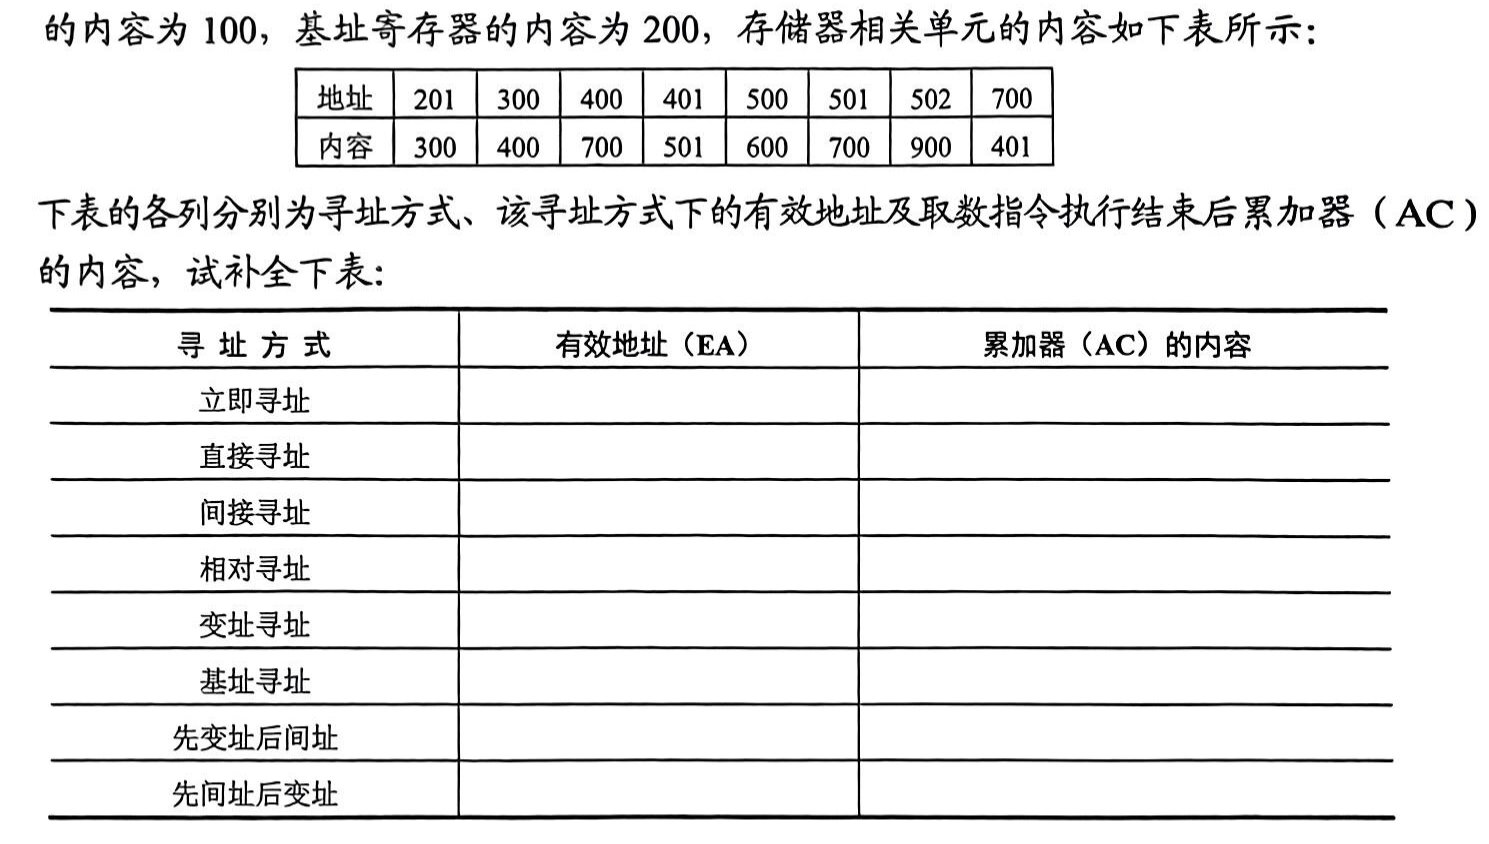 的内容为 100，基址寄存器的内容为 200，存储器相关单元的内容如下表所示：
地址 201 300 400 401 500 501 502 700
内容 300 400 700 501 600 700 900 401
下表的各列分别为寻址方式、该寻址方式下的有效地址及取数指令执行结束后累加器（AC）
的内容，试补全下表：
寻址方式 有效地址（EA） 累加器（AC）的内容
立即寻址
直接寻址
间接寻址
相对寻址
变址寻址
基址寻址
先变址后间址
先间址后变址